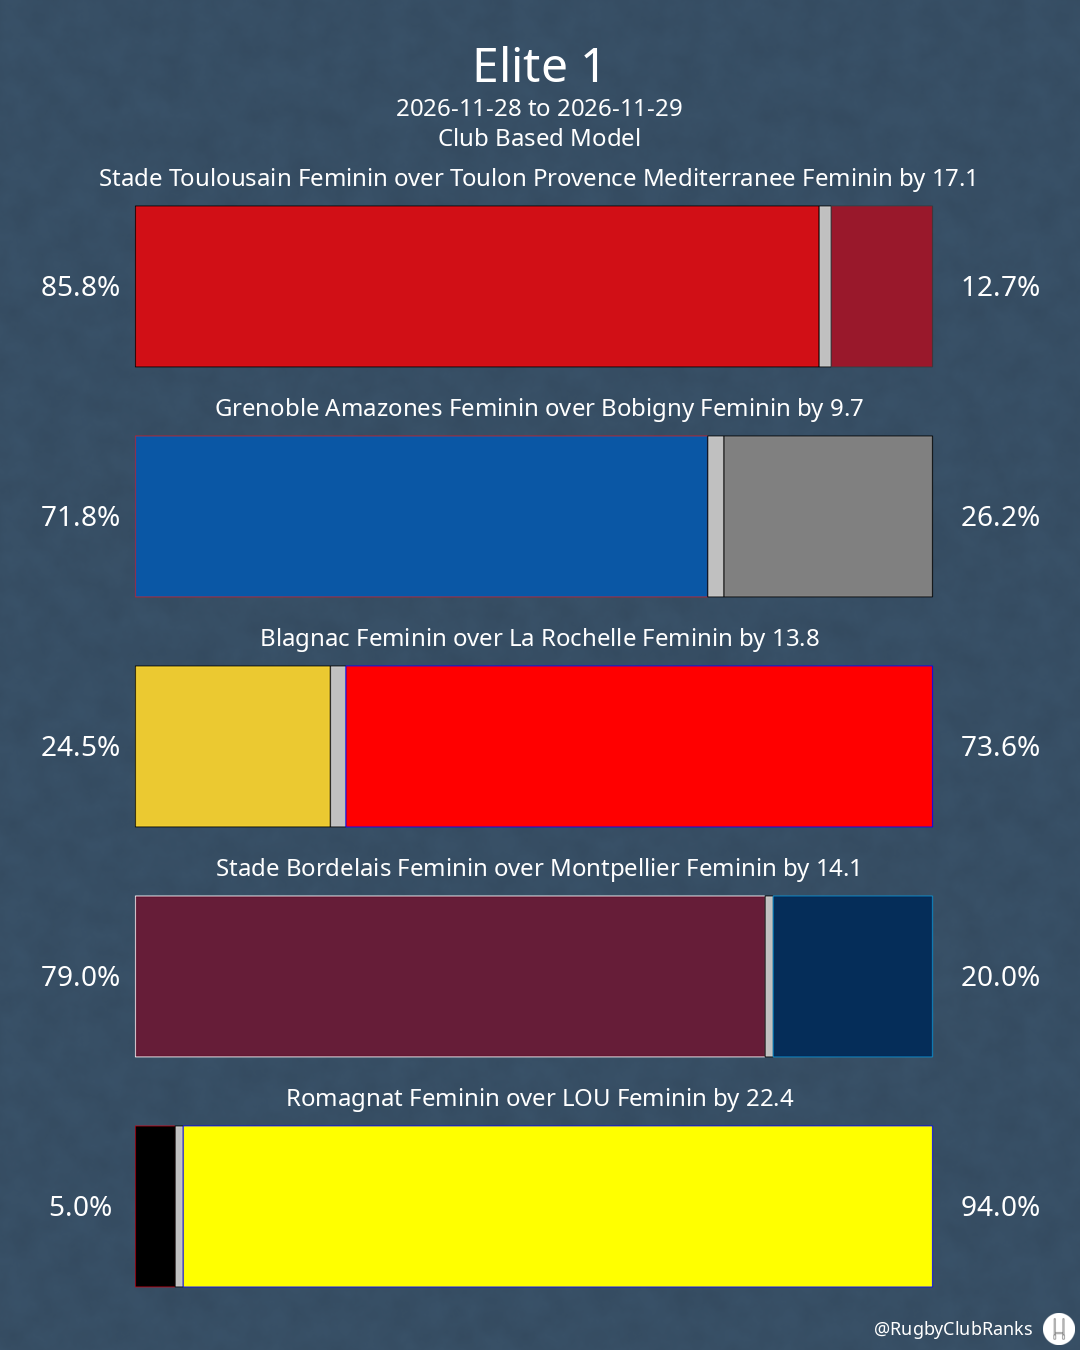 Elite 1
2026-11-28 to 2026-11-29
Club Based Model
Stade Toulousain Feminin over Toulon Provence Mediterranee Feminin by 17.1
85.8%
12.7%
Grenoble Amazones Feminin over Bobigny Feminin by 9.7
71.8%
26.2%
Blagnac Feminin over La Rochelle Feminin by 13.8
24.5%
73.6%
Stade Bordelais Feminin over Montpellier Feminin by 14.1
79.0%
20.0%
Romagnat Feminin over LOU Feminin by 22.4
5.0%
94.0%
@RugbyClubRanks